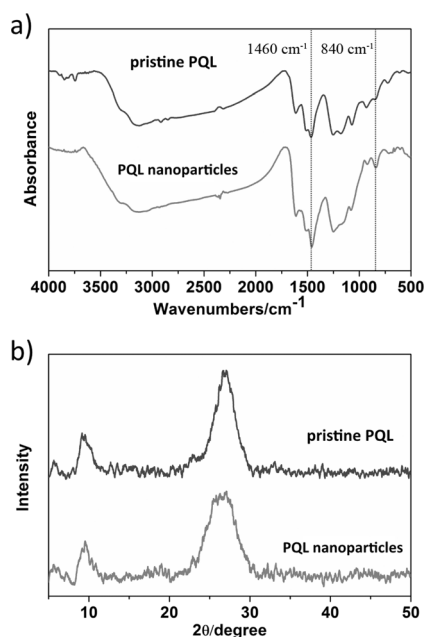 a)
1460 cm⁻¹ 840 cm⁻¹
pristine PQL
PQL nanoparticles
Absorbance
4000 3500 3000 2500 2000 1500 1000 500
Wavenumbers/cm⁻¹
b)
pristine PQL
PQL nanoparticles
Intensity
10 20 30 40 50
2θ/degree